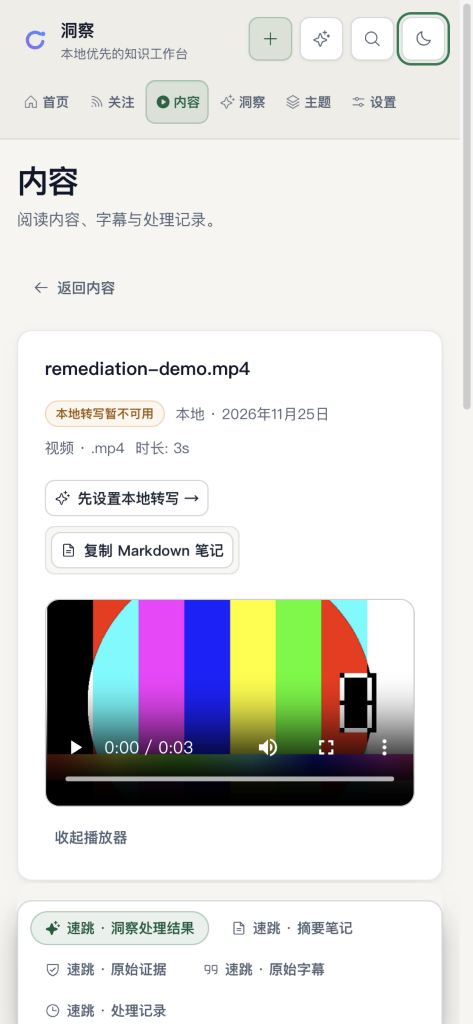 洞察
本地优先的知识工作台
首页 关注 内容 洞察 主题 设置
内容
阅读内容、字幕与处理记录。
← 返回内容
remediation-demo.mp4
本地转写暂不可用 本地 · 2026年11月25日
视频 · .mp4 时长: 3s
先设置本地转写 →
复制 Markdown 笔记
0:00 / 0:03
收起播放器
速跳 · 洞察处理结果 速跳 · 摘要笔记
速跳 · 原始证据 速跳 · 原始字幕
速跳 · 处理记录